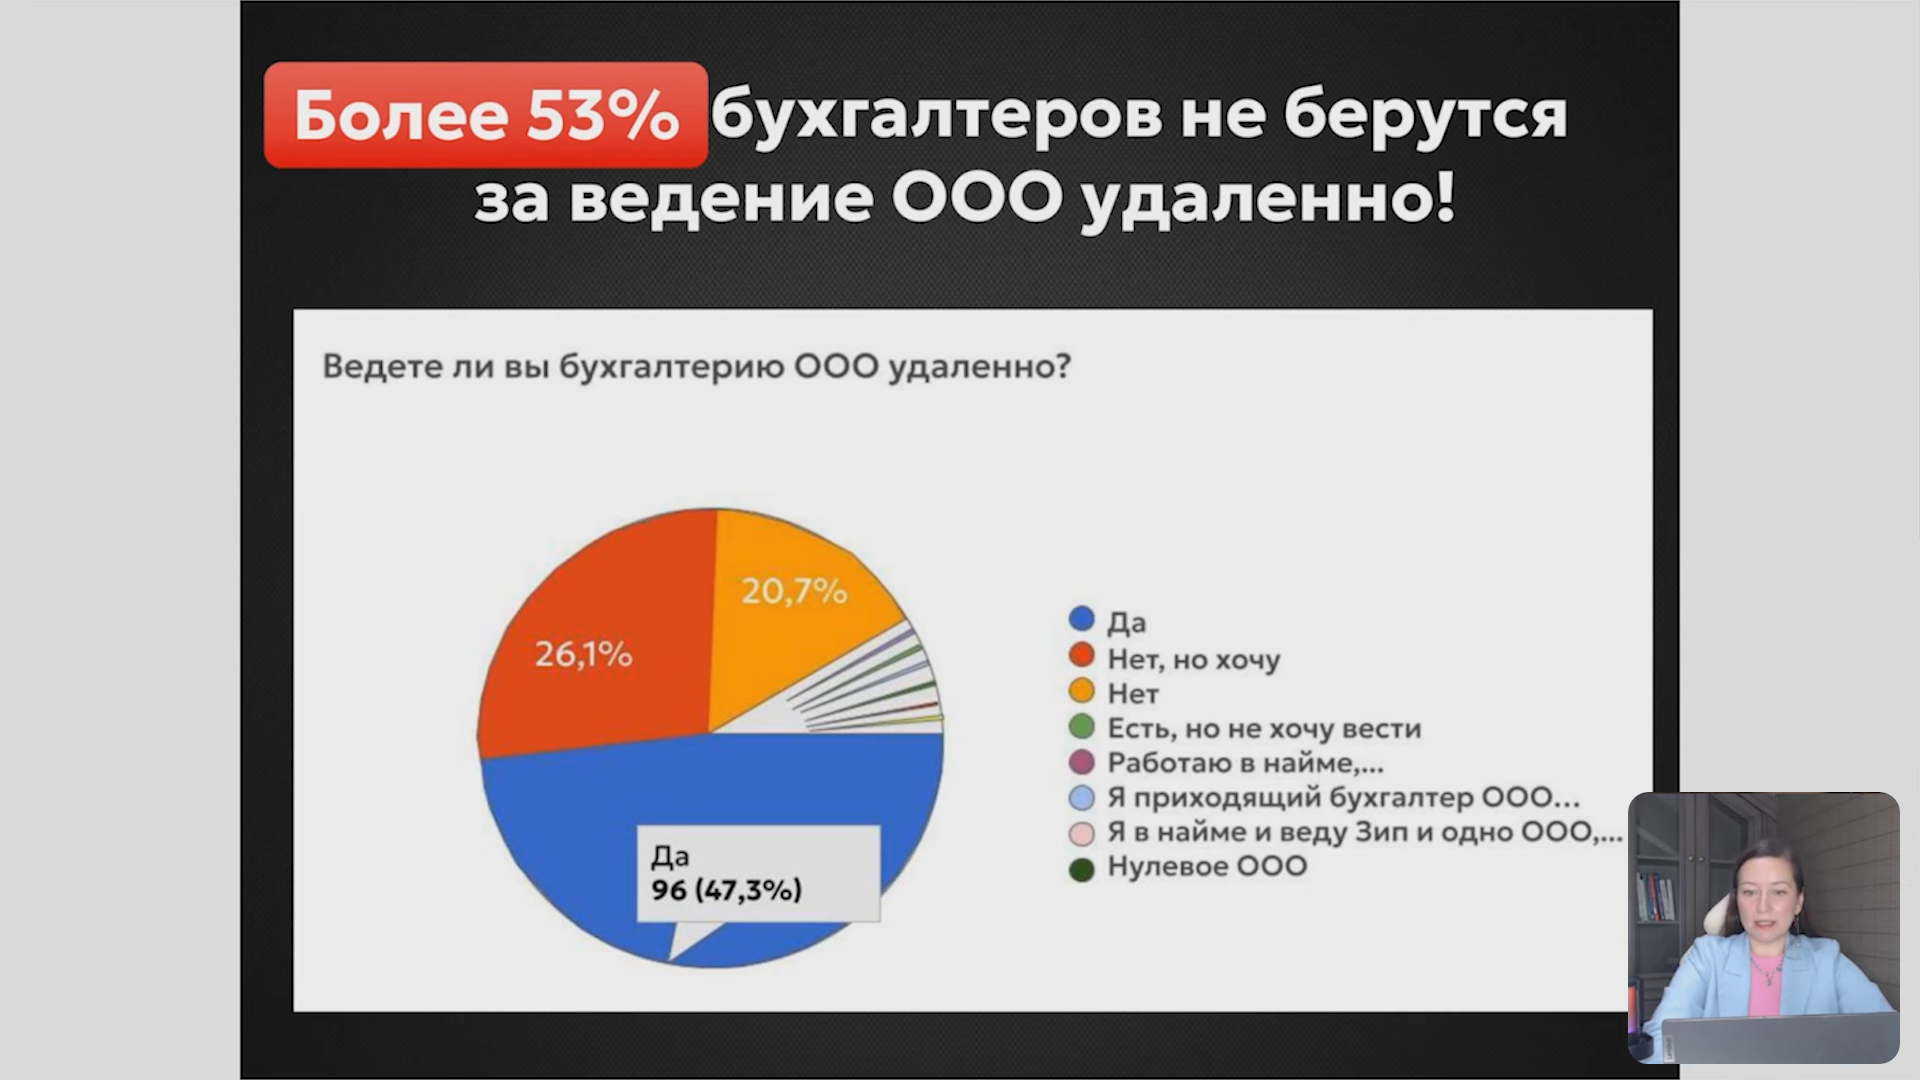 Более 53% бухгалтеров не берутся
за ведение ООО удаленно!
Ведете ли вы бухгалтерию ООО удаленно?
20,7%
26,1%
Да
96 (47,3%)
Да
Нет, но хочу
Нет
Есть, но не хочу вести
Работаю в найме,...
Я приходящий бухгалтер ООО...
Я в найме и веду Зип и одно ООО,...
Нулевое ООО